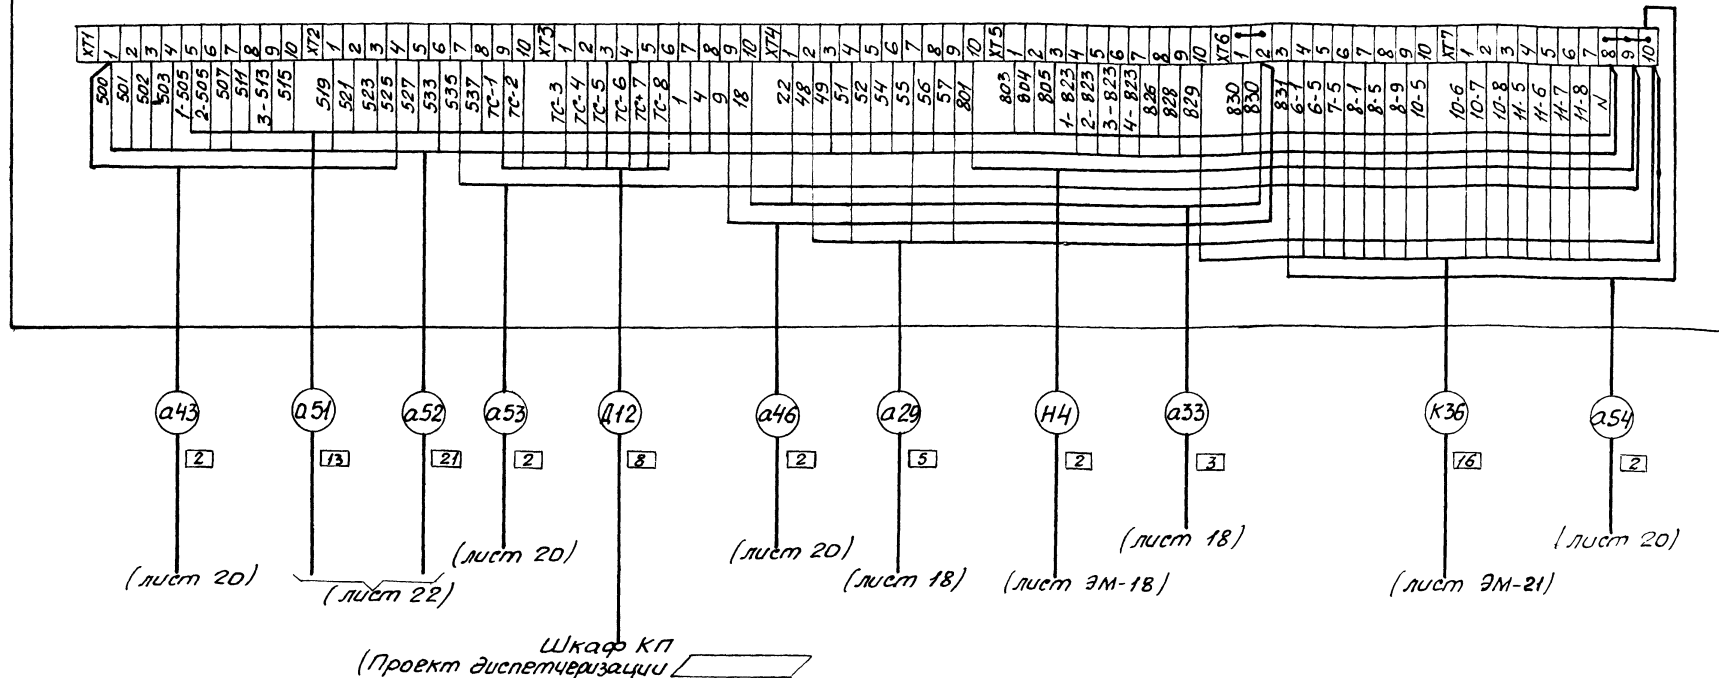 XT1 1 2 3 4 5 6 7 8 9 10 XT2 1 2 3 4 5 6 7 8 9 10 XT3 1 2 3 4 5 6 7 8 9 10 XT4 1 2 3 4 5 6 7 8 9 10 XT5 1 2 3 4 5 6 7 8 9 10 XT6 1 2 3 4 5 6 7 8 9 10 XT7 1 2 3 4 5 6 7 8 9 10
500 501 502 503 1-505 2-505 507 511 3-513 515 519 521 523 525 527 533 535 537 ТС-1 ТС-2 ТС-3 ТС-4 ТС-5 ТС-6 ТС+7 ТС-8 1 4 9 18 22 48 49 51 52 54 55 56 57 801 803 804 805 1-823 2-823 3-823 4-823 826 828 829 830 830 831 6-1 6-5 7-5 8-1 8-5 8-9 10-5 10-6 10-7 10-8 11-5 11-6 11-7 11-8 N
а43 а51 а52 а53 Д12 а46 а29 Н4 а33 К36 а54
2 13 21 2 8 2 5 2 3 16 2
(лист 20) (лист 22) (лист 20) (лист 20) (лист 18) (лист ЭМ-18) (лист 18) (лист ЭМ-21) (лист 20)
Шкаф КП
(Проект диспетчеризации